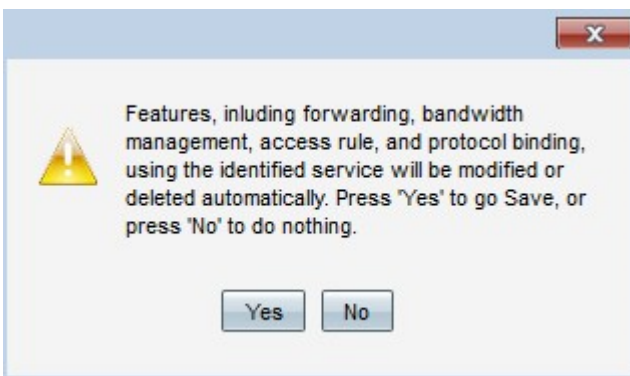 Features, inluding forwarding, bandwidth
management, access rule, and protocol binding,
using the identified service will be modified or
deleted automatically. Press 'Yes' to go Save, or
press 'No' to do nothing.
Yes No